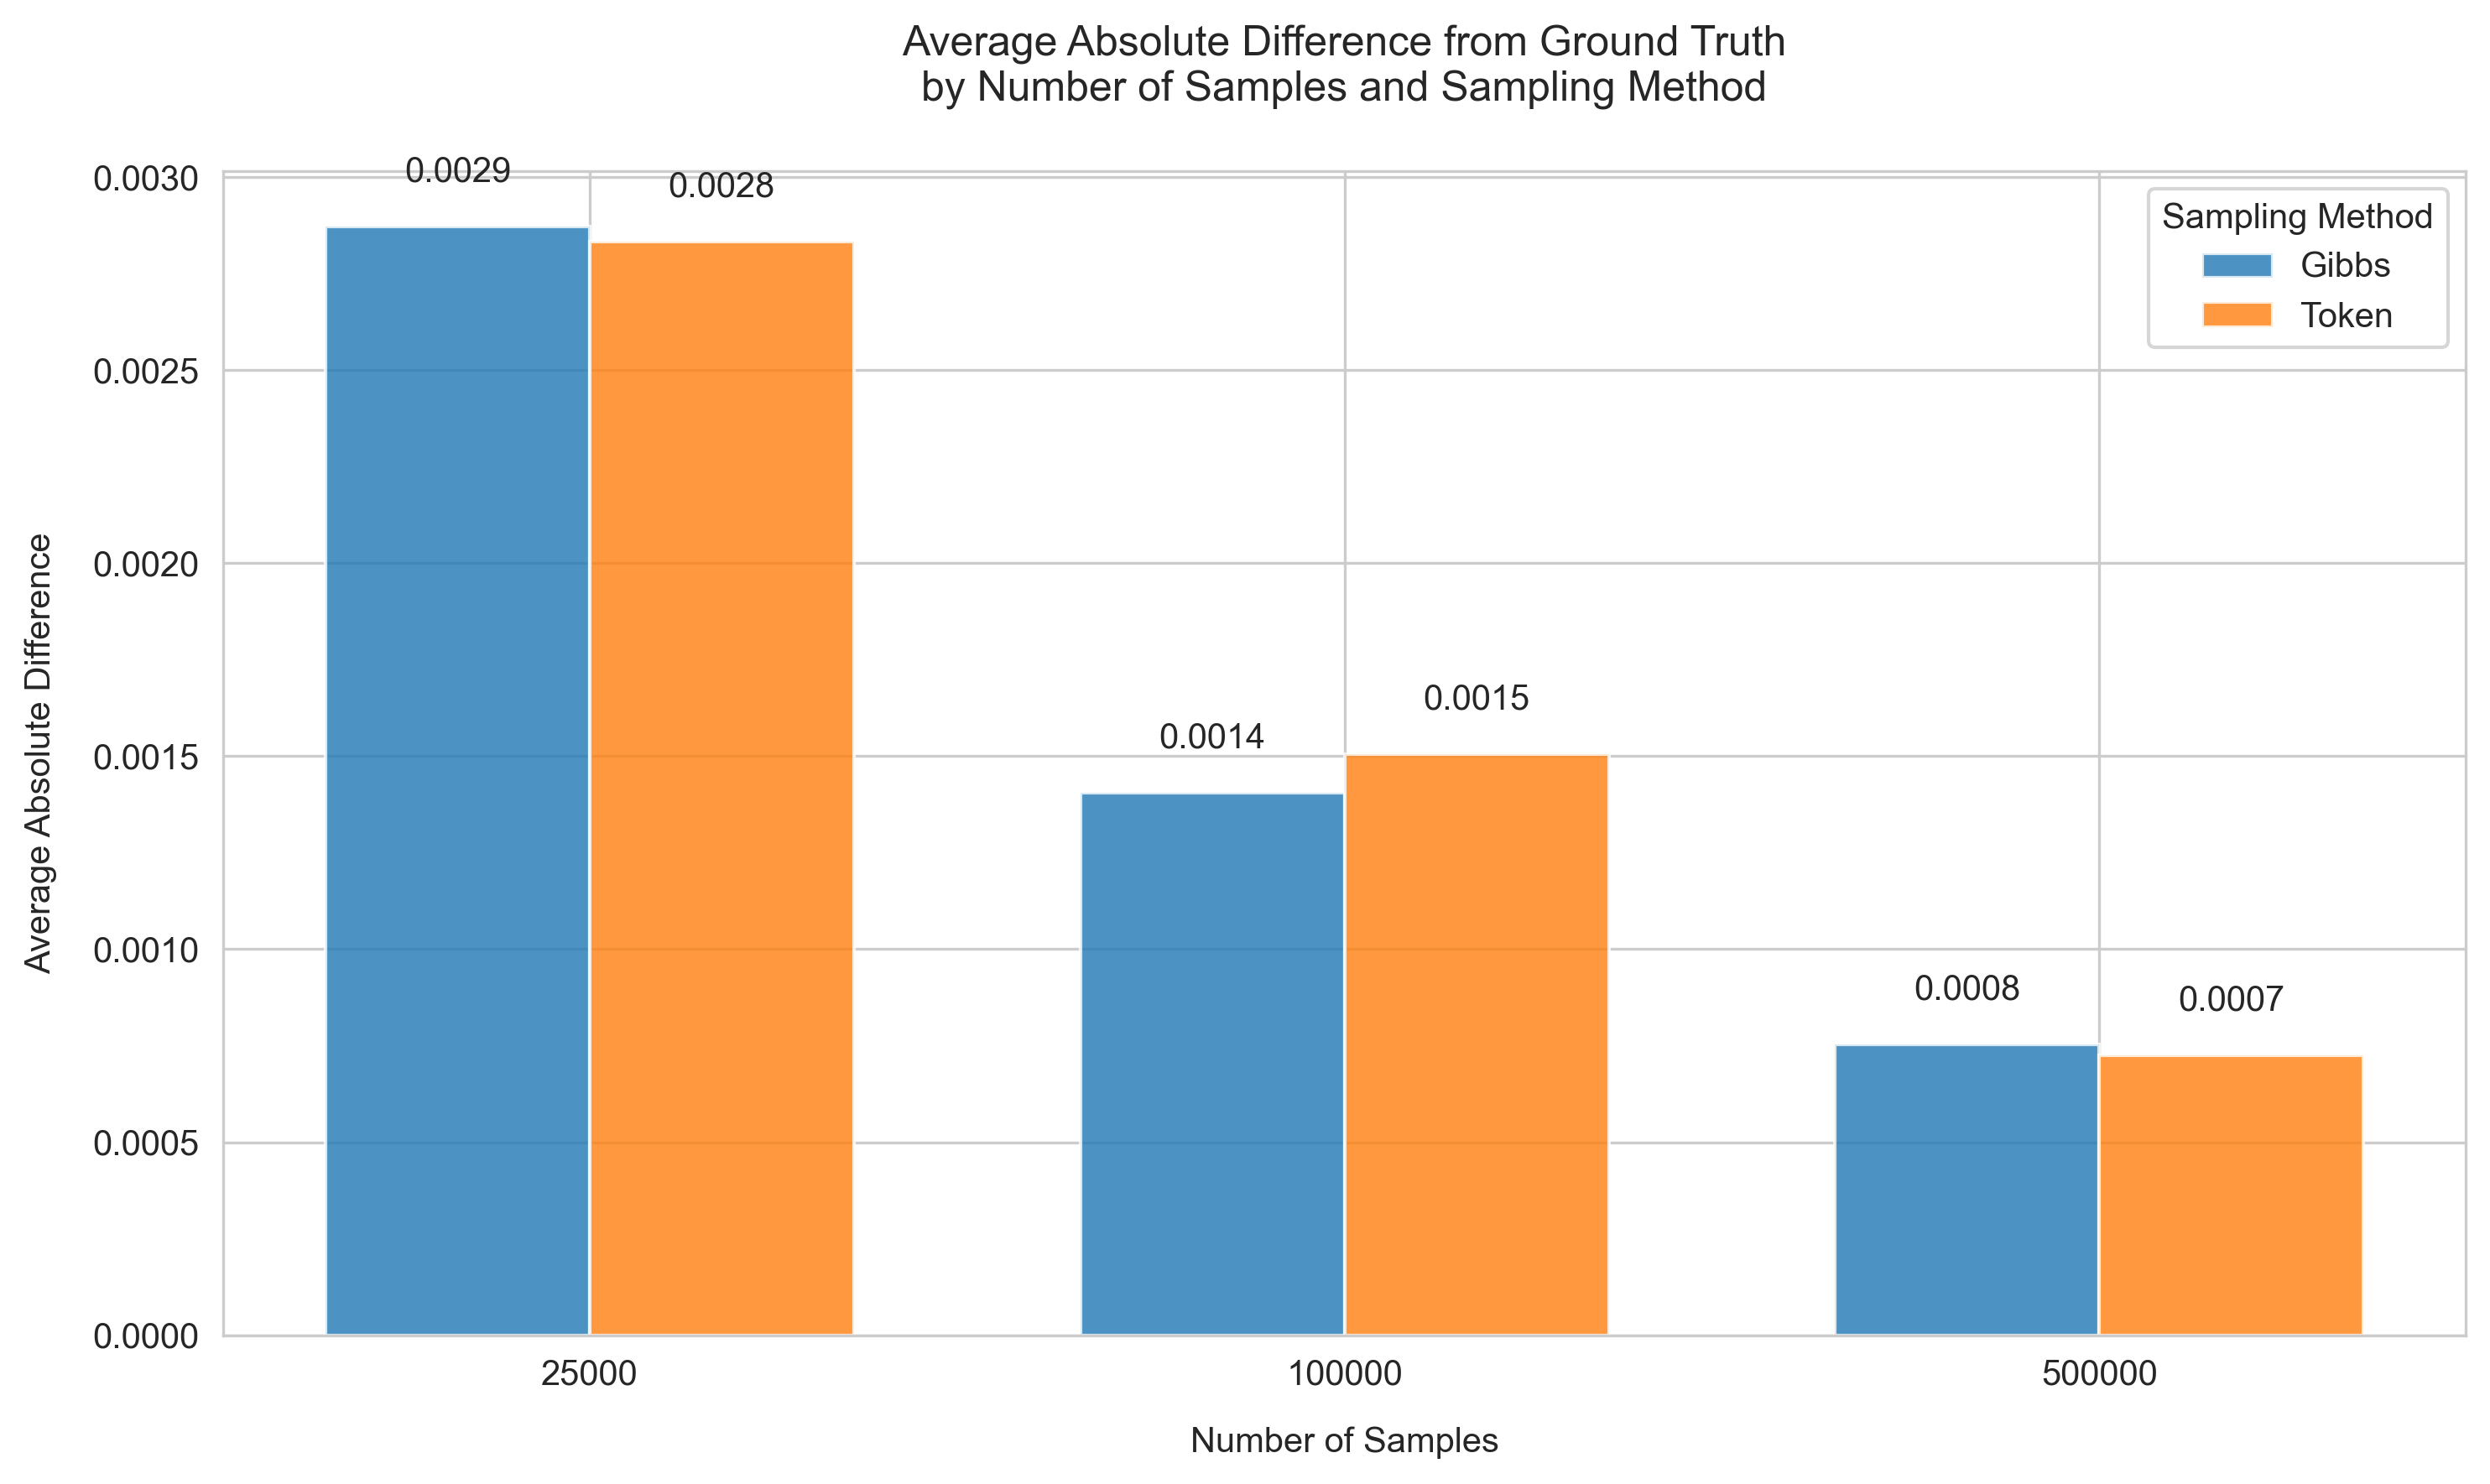 Average Absolute Difference from Ground Truth
by Number of Samples and Sampling Method
0.0030
0.0025
0.0020
0.0015
0.0010
0.0005
0.0000
Average Absolute Difference
0.0029
0.0028
0.0014
0.0015
0.0008
0.0007
Sampling Method
Gibbs
Token
25000
100000
500000
Number of Samples